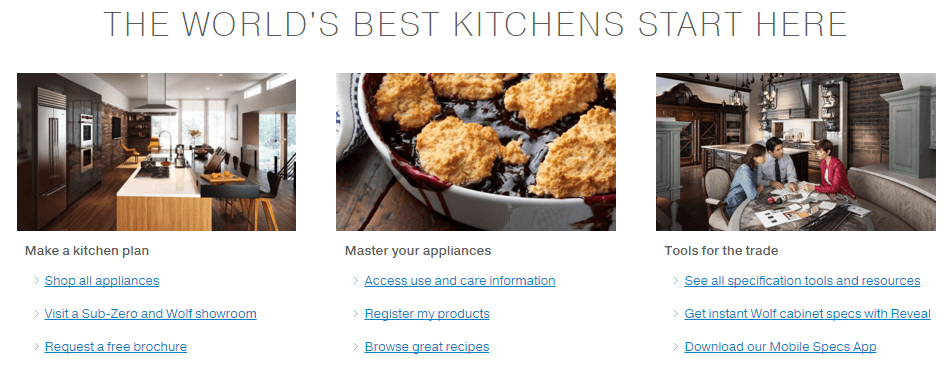 THE WORLD'S BEST KITCHENS START HERE
Make a kitchen plan
Shop all appliances
Visit a Sub-Zero and Wolf showroom
Request a free brochure
Master your appliances
Access use and care information
Register my products
Browse great recipes
Tools for the trade
See all specification tools and resources
Get instant Wolf cabinet specs with Reveal
Download our Mobile Specs App